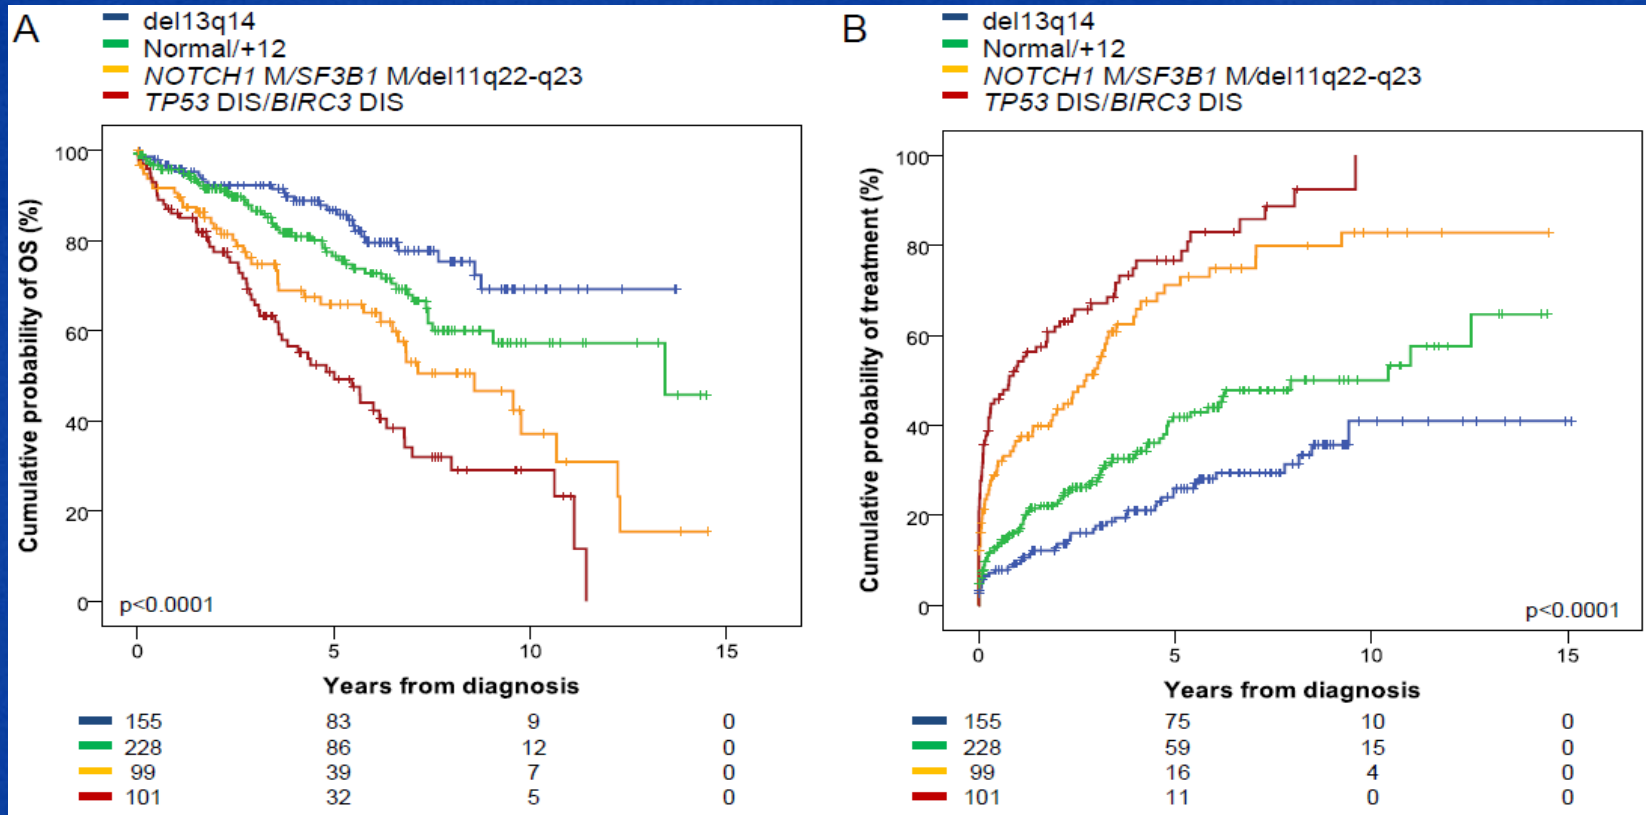 A
del13q14
Normal/+12
NOTCH1 M/SF3B1 M/del11q22-q23
TP53 DIS/BIRC3 DIS
Cumulative probability of OS (%)
100
80
60
40
20
0
p<0.0001
0 5 10 15
Years from diagnosis
155 83 9 0
228 86 12 0
99 39 7 0
101 32 5 0
B
del13q14
Normal/+12
NOTCH1 M/SF3B1 M/del11q22-q23
TP53 DIS/BIRC3 DIS
Cumulative probability of treatment (%)
100
80
60
40
20
0
p<0.0001
0 5 10 15
Years from diagnosis
155 75 10 0
228 59 15 0
99 16 4 0
101 11 0 0